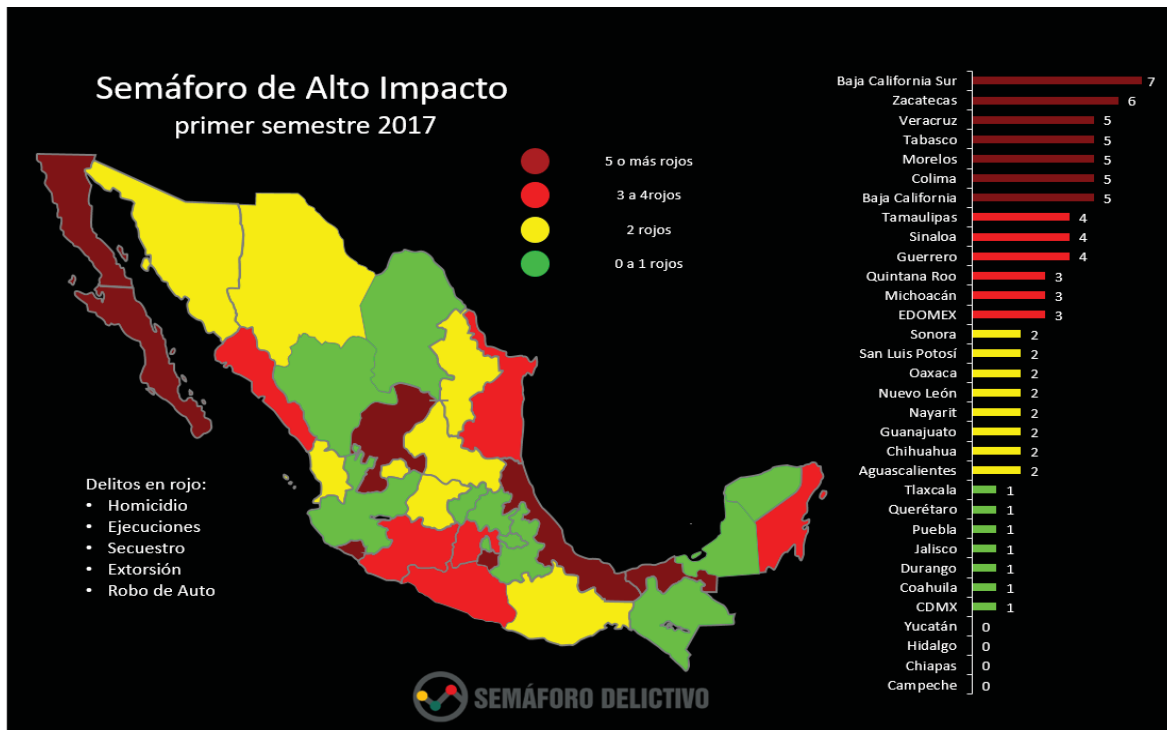 Semáforo de Alto Impacto
primer semestre 2017
5 o más rojos
3 a 4rojos
2 rojos
0 a 1 rojos
Delitos en rojo:
• Homicidio
• Ejecuciones
• Secuestro
• Extorsión
• Robo de Auto
Baja California Sur 7
Zacatecas 6
Veracruz 5
Tabasco 5
Morelos 5
Colima 5
Baja California 5
Tamaulipas 4
Sinaloa 4
Guerrero 4
Quintana Roo 3
Michoacán 3
EDOMEX 3
Sonora 2
San Luis Potosí 2
Oaxaca 2
Nuevo León 2
Nayarit 2
Guanajuato 2
Chihuahua 2
Aguascalientes 2
Tlaxcala 1
Querétaro 1
Puebla 1
Jalisco 1
Durango 1
Coahuila 1
CDMX 1
Yucatán 0
Hidalgo 0
Chiapas 0
Campeche 0
SEMÁFORO DELICTIVO